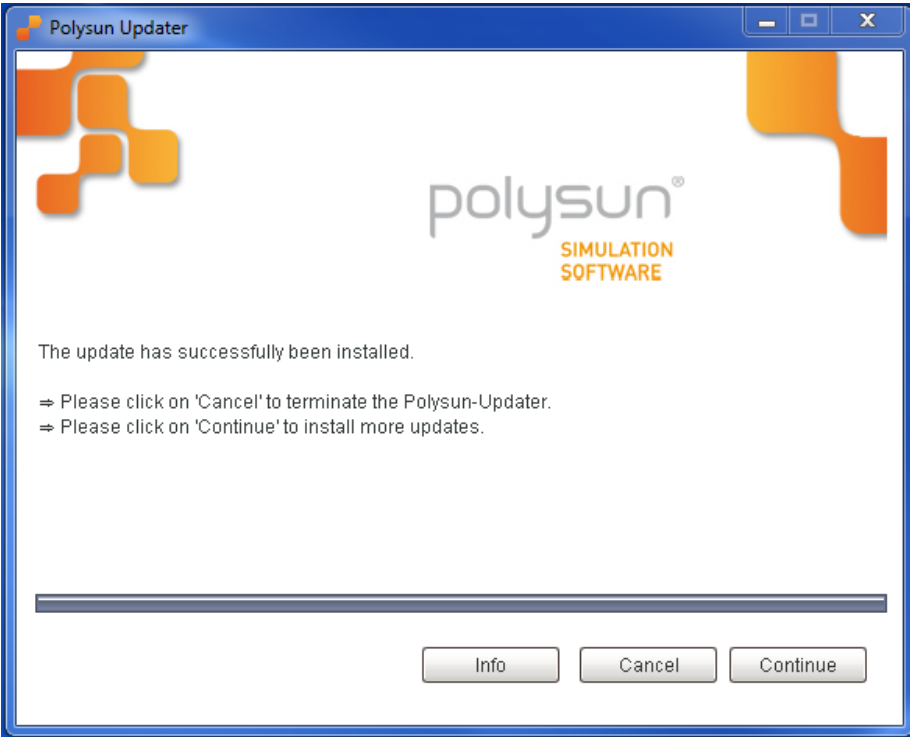 Polysun Updater
polysun®
SIMULATION
SOFTWARE
The update has successfully been installed.
⇒ Please click on 'Cancel' to terminate the Polysun-Updater.
⇒ Please click on 'Continue' to install more updates.
Info Cancel Continue